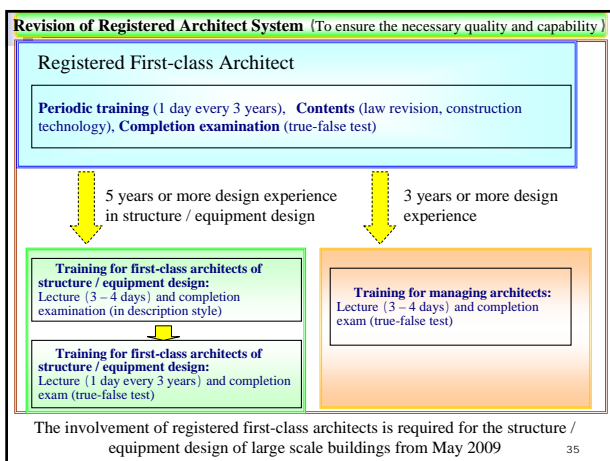 Revision of Registered Architect System (To ensure the necessary quality and capability )
Registered First-class Architect
Periodic training (1 day every 3 years), Contents (law revision, construction
technology), Completion examination (true-false test)
5 years or more design experience
in structure / equipment design
3 years or more design
experience
Training for first-class architects of
structure / equipment design:
Lecture (3 – 4 days) and completion
examination (in description style)
Training for first-class architects of
structure / equipment design:
Lecture (1 day every 3 years) and completion
exam (true-false test)
Training for managing architects:
Lecture (3 – 4 days) and completion
exam (true-false test)
The involvement of registered first-class architects is required for the structure /
equipment design of large scale buildings from May 2009
35